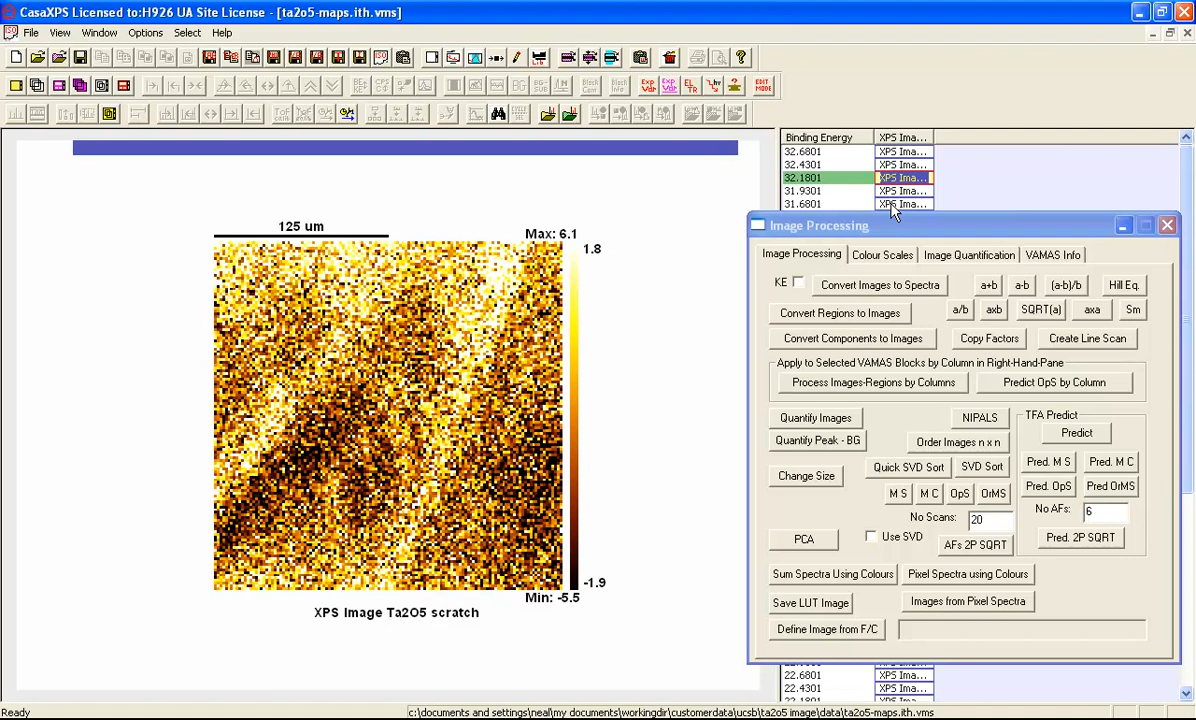 CasaXPS Licensed to:H926 UA Site License - [ta2o5-maps.ith.vms]
File View Window Options Select Help
Binding Energy XPS Ima...
32.6801 XPS Ima...
32.4301 XPS Ima...
32.1801 XPS Ima...
31.9301 XPS Ima...
31.6801 XPS Ima...
125 um
Max: 6.1
1.8
-1.9
Min: -5.5
XPS Image Ta2O5 scratch
Image Processing
Image Processing Colour Scales Image Quantification VAMAS Info
KE Convert Images to Spectra a+b a-b (a-b)/b Hill Eq.
Convert Regions to Images a/b axb SQRT(a) axa Sm
Convert Components to Images Copy Factors Create Line Scan
Apply to Selected VAMAS Blocks by Column in Right-Hand-Pane
Process Images-Regions by Columns Predict OpS by Column
Quantify Images NIPALS TFA Predict
Quantify Peak - BG Order Images n x n Predict
Change Size Quick SVD Sort SVD Sort Pred. M S Pred. M C
M S M C OpS OrMS Pred. OpS Pred OrMS
No Scans: 20 No AFs: 6
PCA Use SVD AFs 2P SQRT Pred. 2P SQRT
Sum Spectra Using Colours Pixel Spectra using Colours
Save LUT Image Images from Pixel Spectra
Define Image from F/C
22.6801 XPS Ima...
22.4301 XPS Ima...
Ready c:\documents and settings\neal\my documents\workingdir\customerdata\ucsb\ta2o5 image\data\ta2o5-maps.ith.vms